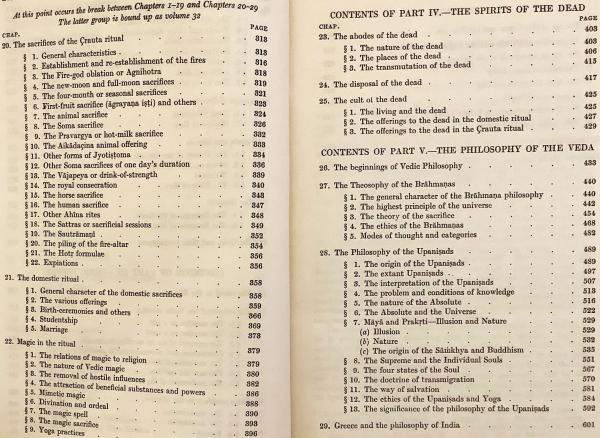 At this point occurs the break between Chapters 1–19 and Chapters 20–29
The latter group is bound up as volume 32
CHAP. PAGE
20. The sacrifices of the Çrauta ritual 313
§ 1. General characteristics 313
§ 2. Establishment and re-establishment of the fires 316
§ 3. The Fire-god oblation or Agnihotra 318
§ 4. The new-moon and full-moon sacrifices 319
§ 5. The four-month or seasonal sacrifices 321
§ 6. First-fruit sacrifice (āgrayaṇa iṣṭi) and others 323
§ 7. The animal sacrifice 324
§ 8. The Soma sacrifice 326
§ 9. The Pravargya or hot-milk sacrifice 332
§ 10. The Aikādaçina animal offering 333
§ 11. Other forms of Jyotiṣṭoma 334
§ 12. Other Soma sacrifices of one day's duration 336
§ 13. The Vājapeya or drink-of-strength 339
§ 14. The royal consecration 340
§ 15. The horse sacrifice 343
§ 16. The human sacrifice 347
§ 17. Other Ahīna rites 348
§ 18. The Sattras or sacrificial sessions 349
§ 19. The Sautrāmaṇī 352
§ 20. The piling of the fire-altar 354
§ 21. The Hotṛ formulae 356
§ 22. Expiations 356
21. The domestic ritual 358
§ 1. General character of the domestic sacrifices 358
§ 2. The various offerings 359
§ 3. Birth-ceremonies and others 366
§ 4. Studentship 369
§ 5. Marriage 373
22. Magic in the ritual 379
§ 1. The relations of magic to religion 379
§ 2. The nature of Vedic magic 380
§ 3. The removal of hostile influences 382
§ 4. The attraction of beneficial substances and powers 386
§ 5. Mimetic magic 388
§ 6. Divination and ordeal 390
§ 7. The magic spell 393
§ 8. The magic sacrifice 396
§ 9. Yoga practices
CONTENTS OF PART IV.—THE SPIRITS OF THE DEAD
CHAP. PAGE
23. The abodes of the dead 403
§ 1. The nature of the dead 403
§ 2. The places of the dead 406
§ 3. The transmutation of the dead 415
24. The disposal of the dead 417
25. The cult of the dead 425
§ 1. The living and the dead 425
§ 2. The offerings to the dead in the domestic ritual 427
§ 3. The offerings to the dead in the Çrauta ritual 429
CONTENTS OF PART V.—THE PHILOSOPHY OF THE VEDA
26. The beginnings of Vedic Philosophy 433
27. The Theosophy of the Brāhmaṇas 440
§ 1. The general character of the Brāhmaṇa philosophy 440
§ 2. The highest principle of the universe 442
§ 3. The theory of the sacrifice 454
§ 4. The ethics of the Brāhmaṇas 468
§ 5. Modes of thought and categories 482
28. The Philosophy of the Upaniṣads 489
§ 1. The origin of the Upaniṣads 489
§ 2. The extant Upaniṣads 497
§ 3. The interpretation of the Upaniṣads 507
§ 4. The problem and conditions of knowledge 513
§ 5. The nature of the Absolute 516
§ 6. The Absolute and the Universe 522
§ 7. Māyā and Prakṛti—Illusion and Nature 529
(a) Illusion 529
(b) Nature 532
(c) The origin of the Sāṁkhya and Buddhism 535
§ 8. The Supreme and the Individual Souls 551
§ 9. The four states of the Soul 567
§ 10. The doctrine of transmigration 570
§ 11. The way of salvation 581
§ 12. The ethics of the Upaniṣads and Yoga 584
§ 13. The significance of the philosophy of the Upaniṣads 592
29. Greece and the philosophy of India 601